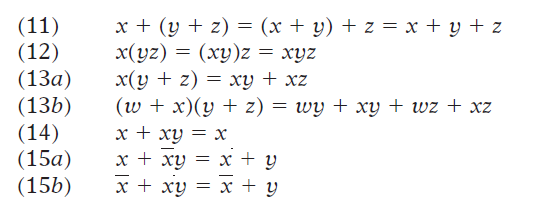 (11) x + (y + z) = (x + y) + z = x + y + z
(12) x(yz) = (xy)z = xyz
(13a) x(y + z) = xy + xz
(13b) (w + x)(y + z) = wy + xy + wz + xz
(14) x + xy = x
(15a) x + x̅y = x + y
(15b) x̅ + xy = x̅ + y